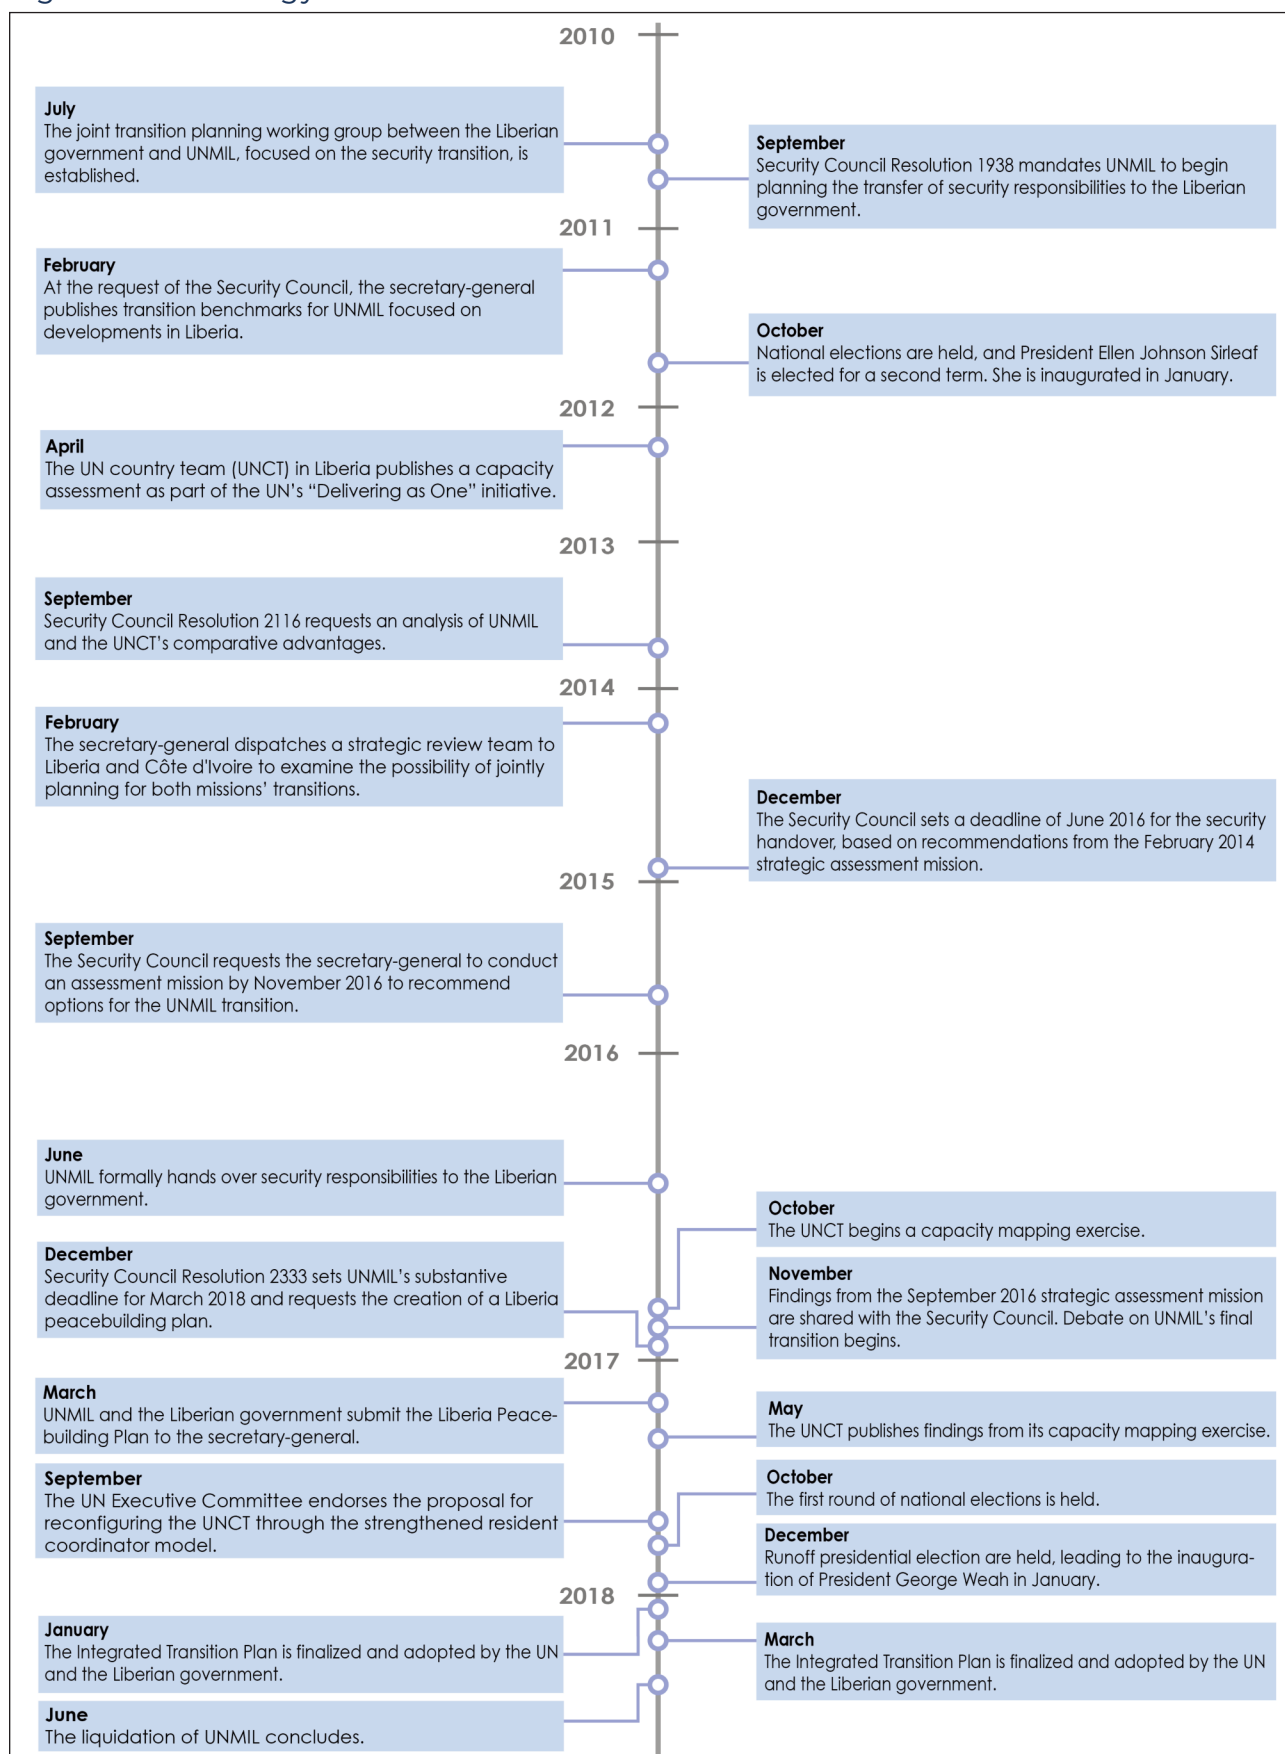 2010
July
The joint transition planning working group between the Liberian
government and UNMIL, focused on the security transition, is
established.
September
Security Council Resolution 1938 mandates UNMIL to begin
planning the transfer of security responsibilities to the Liberian
government.
2011
February
At the request of the Security Council, the secretary-general
publishes transition benchmarks for UNMIL focused on
developments in Liberia.
October
National elections are held, and President Ellen Johnson Sirleaf
is elected for a second term. She is inaugurated in January.
2012
April
The UN country team (UNCT) in Liberia publishes a capacity
assessment as part of the UN's “Delivering as One” initiative.
2013
September
Security Council Resolution 2116 requests an analysis of UNMIL
and the UNCT's comparative advantages.
2014
February
The secretary-general dispatches a strategic review team to
Liberia and Côte d'Ivoire to examine the possibility of jointly
planning for both missions' transitions.
December
The Security Council sets a deadline of June 2016 for the security
handover, based on recommendations from the February 2014
strategic assessment mission.
2015
September
The Security Council requests the secretary-general to conduct
an assessment mission by November 2016 to recommend
options for the UNMIL transition.
2016
June
UNMIL formally hands over security responsibilities to the Liberian
government.
October
The UNCT begins a capacity mapping exercise.
December
Security Council Resolution 2333 sets UNMIL's substantive
deadline for March 2018 and requests the creation of a Liberia
peacebuilding plan.
November
Findings from the September 2016 strategic assessment mission
are shared with the Security Council. Debate on UNMIL's final
transition begins.
2017
March
UNMIL and the Liberian government submit the Liberia Peace-
building Plan to the secretary-general.
May
The UNCT publishes findings from its capacity mapping exercise.
September
The UN Executive Committee endorses the proposal for
reconfiguring the UNCT through the strengthened resident
coordinator model.
October
The first round of national elections is held.
December
Runoff presidential election are held, leading to the inaugura-
tion of President George Weah in January.
2018
January
The Integrated Transition Plan is finalized and adopted by the UN
and the Liberian government.
March
The Integrated Transition Plan is finalized and adopted by the UN
and the Liberian government.
June
The liquidation of UNMIL concludes.